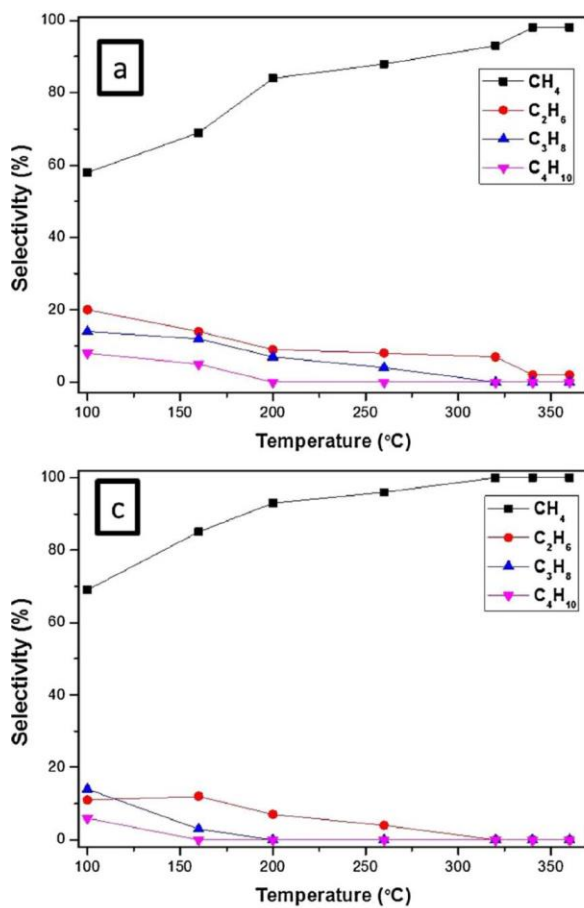 100
80
60
40
20
0
Selectivity (%)
a
CH₄
C₂H₆
C₃H₈
C₄H₁₀
100 150 200 250 300 350
Temperature (°C)
100
80
60
40
20
0
Selectivity (%)
c
CH₄
C₂H₆
C₃H₈
C₄H₁₀
100 150 200 250 300 350
Temperature (°C)